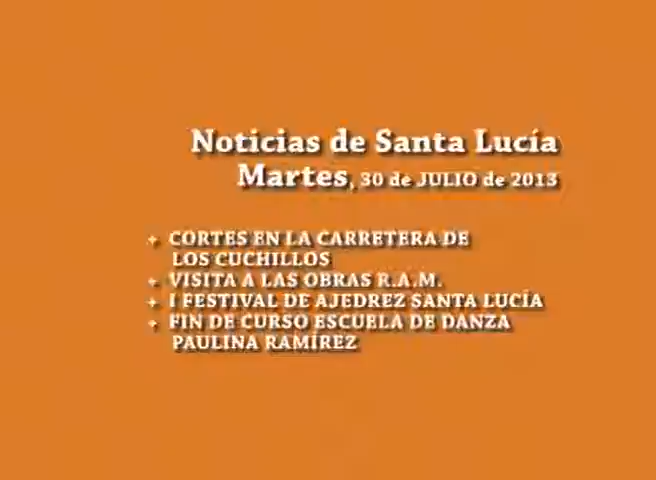 Noticias de Santa Lucía
Martes, 30 de JULIO de 2013
+ CORTES EN LA CARRETERA DE
LOS CUCHILLOS
+ VISITA A LAS OBRAS R.A.M.
+ I FESTIVAL DE AJEDREZ SANTA LUCÍA
+ FIN DE CURSO ESCUELA DE DANZA
PAULINA RAMÍREZ